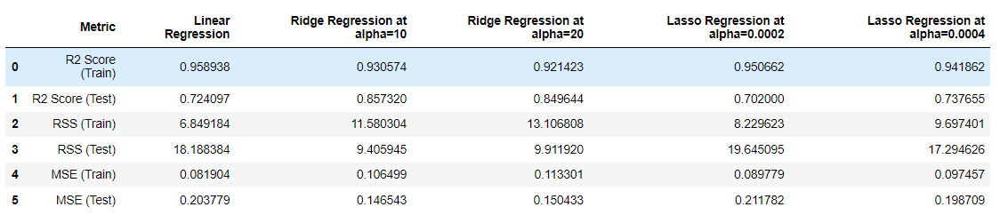 Metric Linear Regression Ridge Regression at alpha=10 Ridge Regression at alpha=20 Lasso Regression at alpha=0.0002 Lasso Regression at alpha=0.0004
0 R2 Score (Train) 0.958938 0.930574 0.921423 0.950662 0.941862
1 R2 Score (Test) 0.724097 0.857320 0.849644 0.702000 0.737655
2 RSS (Train) 6.849184 11.580304 13.106808 8.229623 9.697401
3 RSS (Test) 18.188384 9.405945 9.911920 19.645095 17.294626
4 MSE (Train) 0.081904 0.106499 0.113301 0.089779 0.097457
5 MSE (Test) 0.203779 0.146543 0.150433 0.211782 0.198709